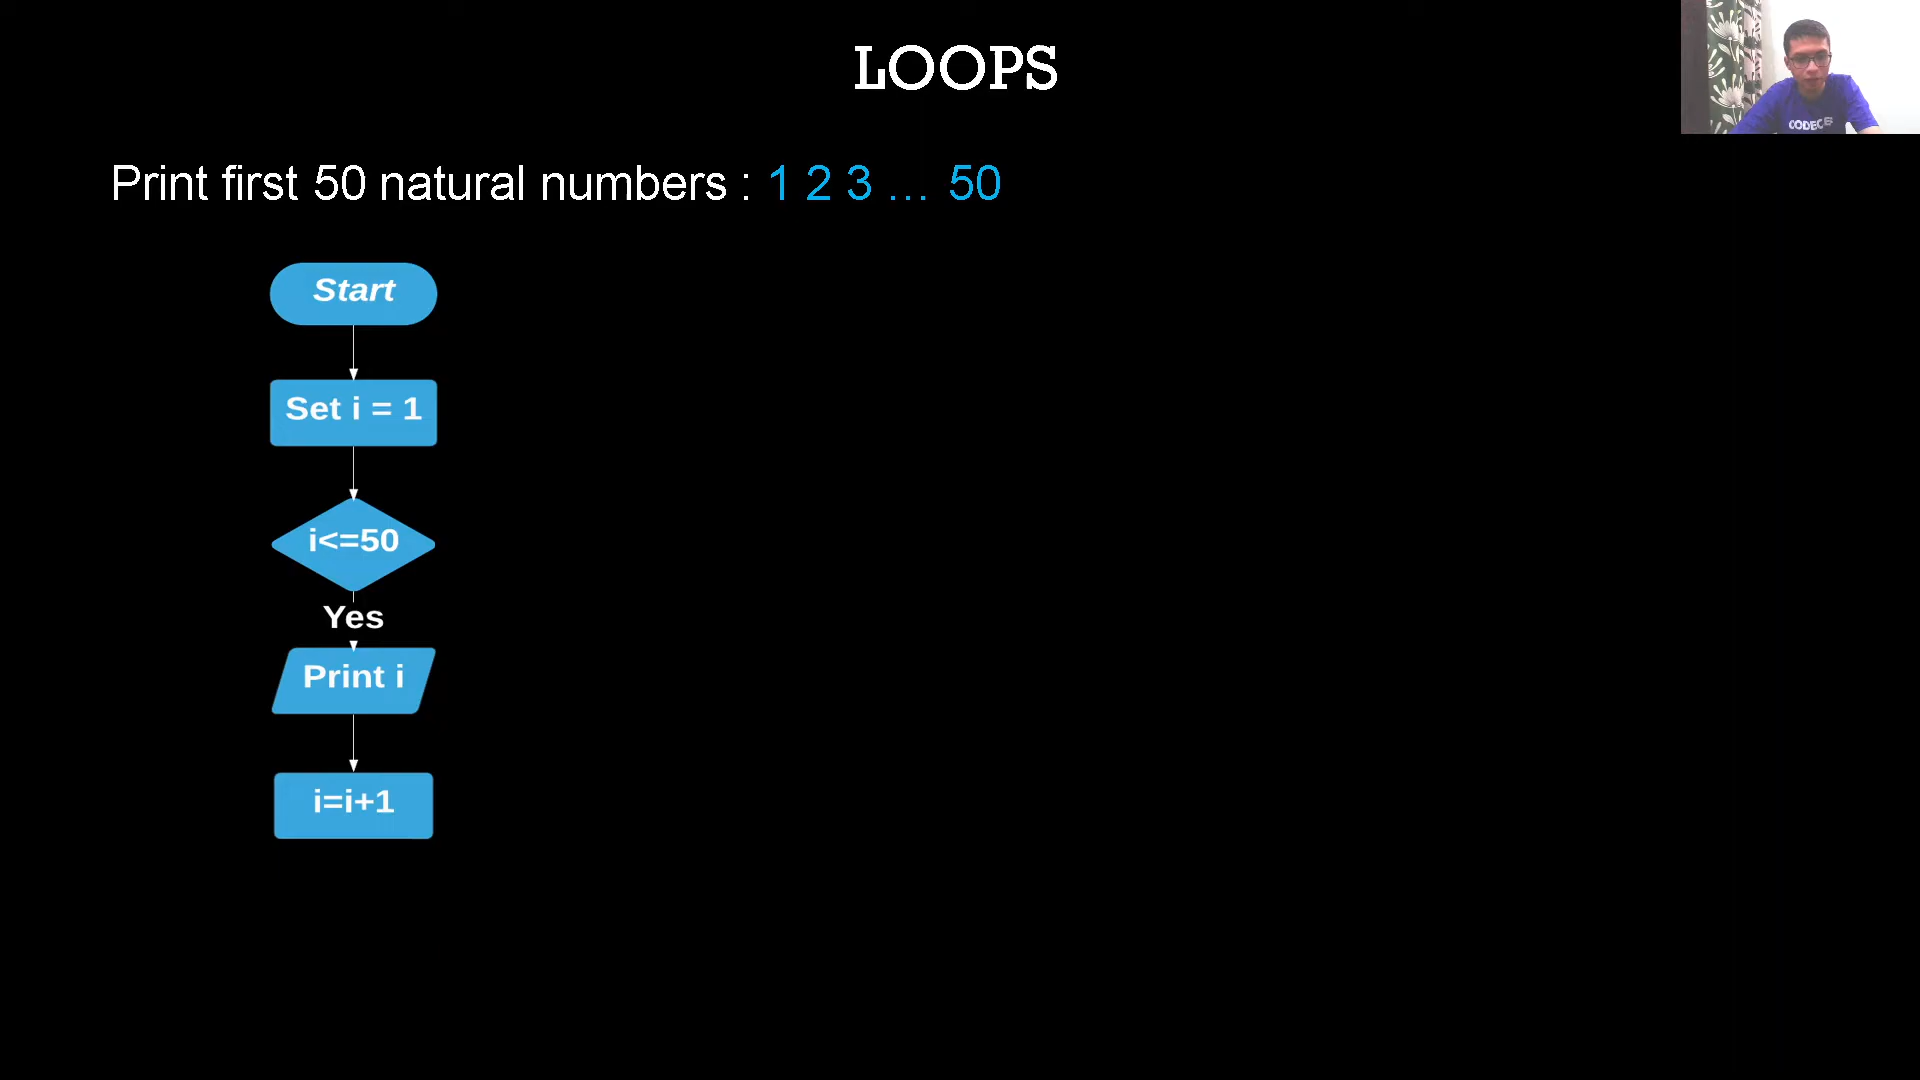 LOOPS
Print first 50 natural numbers : 1 2 3 … 50
Start
Set i = 1
i<=50
Yes
Print i
i=i+1